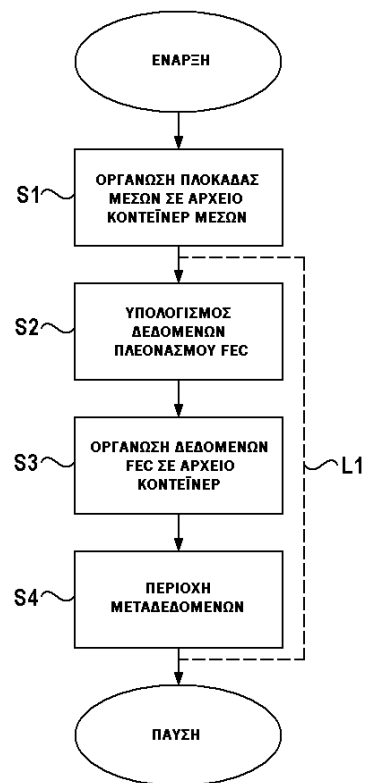 ΕΝΑΡΞΗ
S1
ΟΡΓΑΝΩΣΗ ΠΛΟΚΑΔΑΣ
ΜΕΣΩΝ ΣΕ ΑΡΧΕΙΟ
ΚΟΝΤΕΪΝΕΡ ΜΕΣΩΝ
S2
ΥΠΟΛΟΓΙΣΜΟΣ
ΔΕΔΟΜΕΝΩΝ
ΠΛΕΟΝΑΣΜΟΥ FEC
S3
ΟΡΓΑΝΩΣΗ ΔΕΔΟΜΕΝΩΝ
FEC ΣΕ ΑΡΧΕΙΟ
ΚΟΝΤΕΪΝΕΡ
L1
S4
ΠΕΡΙΟΧΗ
ΜΕΤΑΔΕΔΟΜΕΝΩΝ
ΠΑΥΣΗ